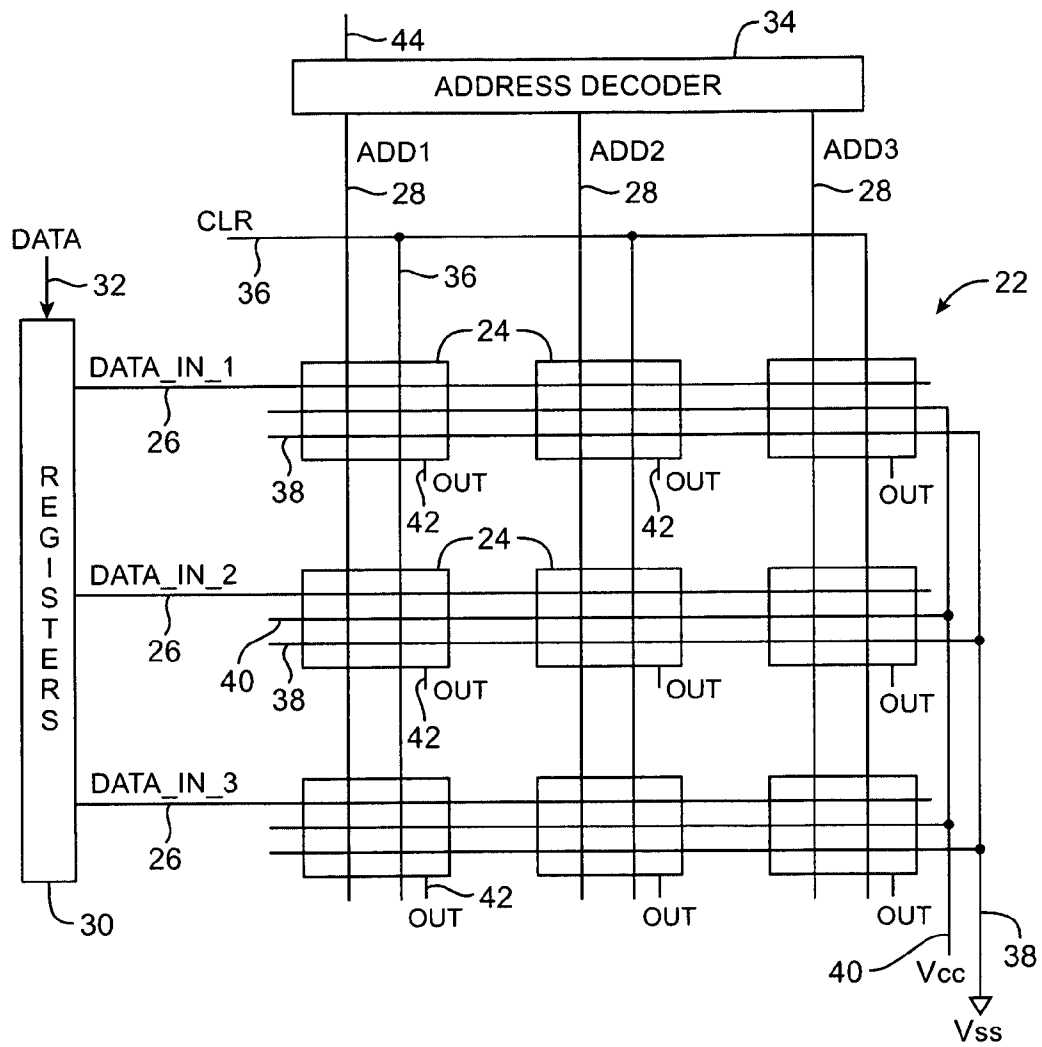 44
34
ADDRESS DECODER
ADD1
ADD2
ADD3
28
28
28
CLR
DATA
36
36
32
22
24
DATA_IN_1
26
38
OUT
OUT
OUT
42
42
24
DATA_IN_2
26
40
38
OUT
OUT
OUT
42
REGISTERS
DATA_IN_3
26
42
OUT
OUT
OUT
30
40
Vcc
38
Vss